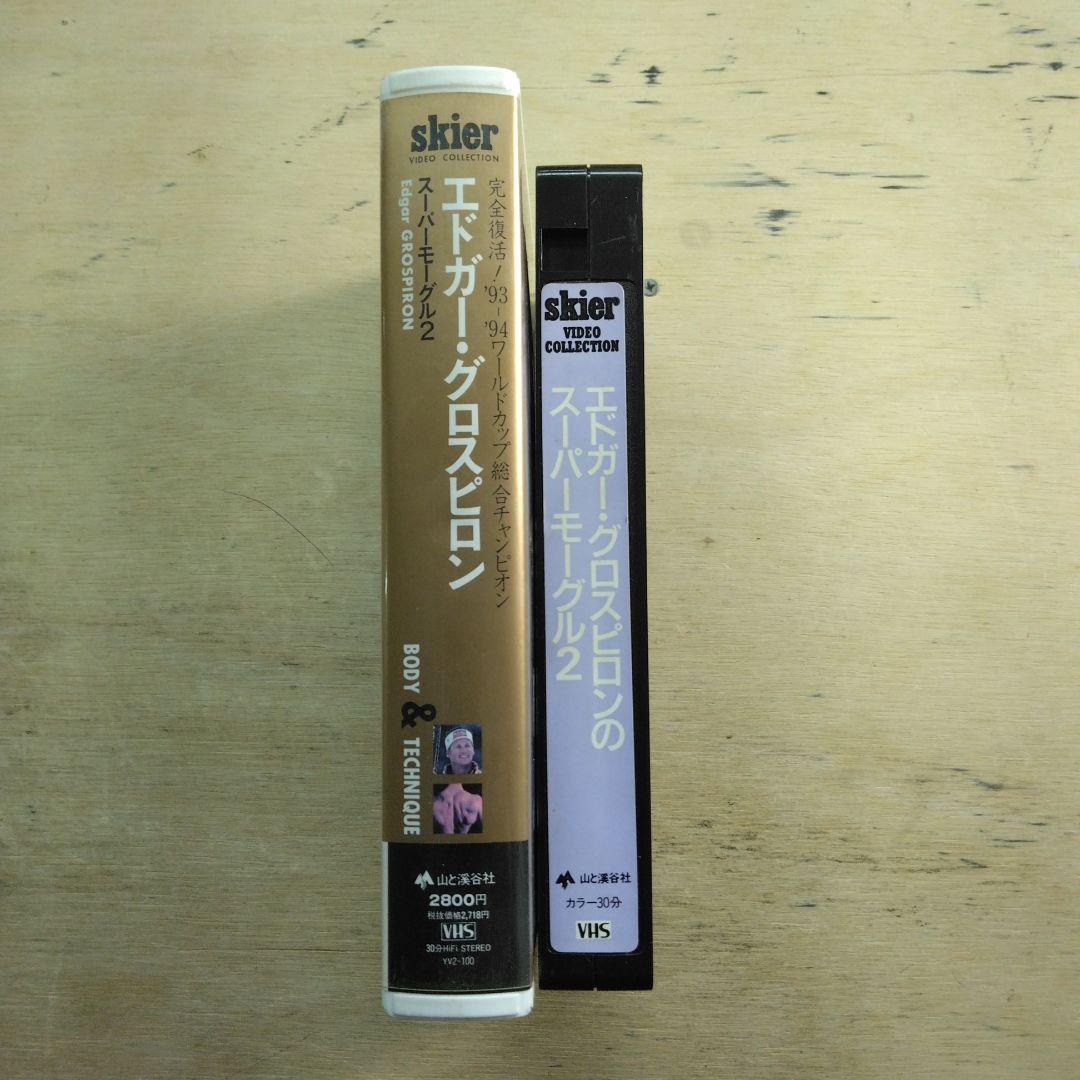 skier
VIDEO COLLECTION
完全復活!'93-'94ワールドカップ総合チャンピオン
エドガー・グロスピロン
スーパーモーグル2
Edgar GROSPIRON
BODY & TECHNIQUE
山と溪谷社
2800円
税抜価格2,718円
VHS
30分HiFi STEREO
YV2-100
skier
VIDEO
COLLECTION
エドガー・グロスピロンの
スーパーモーグル2
山と溪谷社
カラー30分
VHS